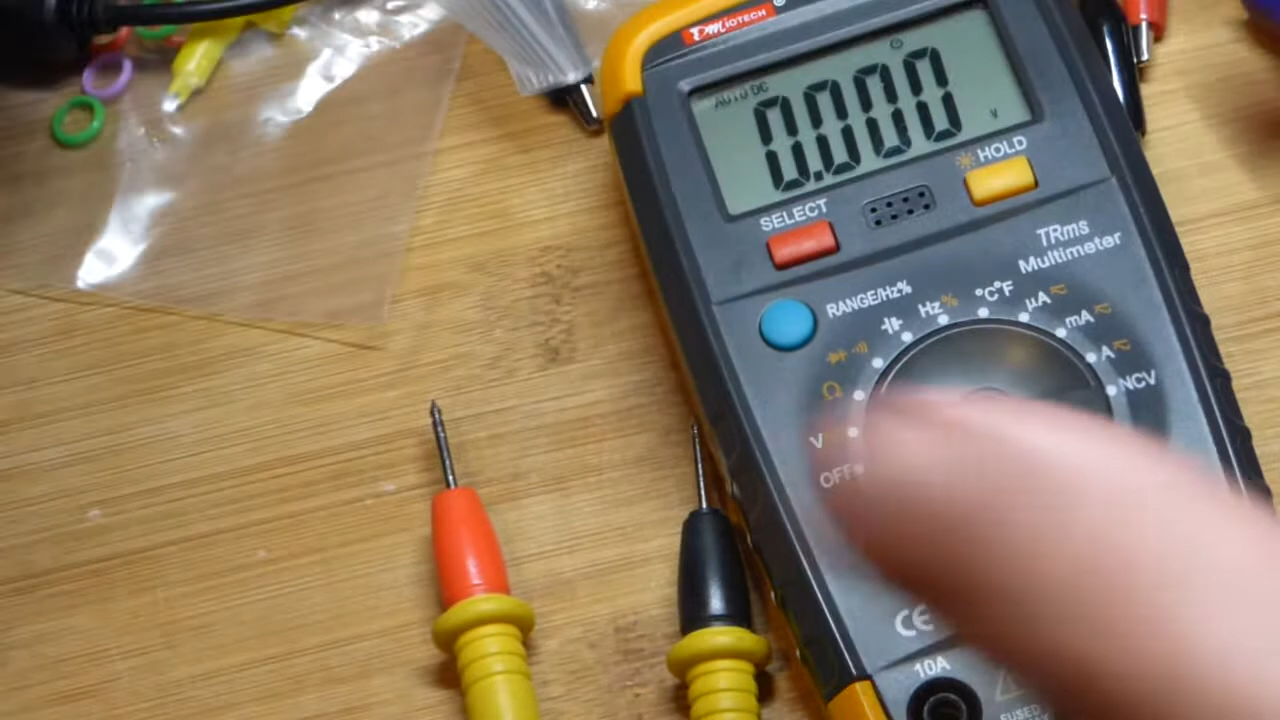 DMiOTECH®
AUTO DC
0.000
V
HOLD
SELECT
TRms
Multimeter
RANGE/Hz%
Hz%
°C°F
µA
mA
A
NCV
Ω
V
OFF
CE
10A
FUSED